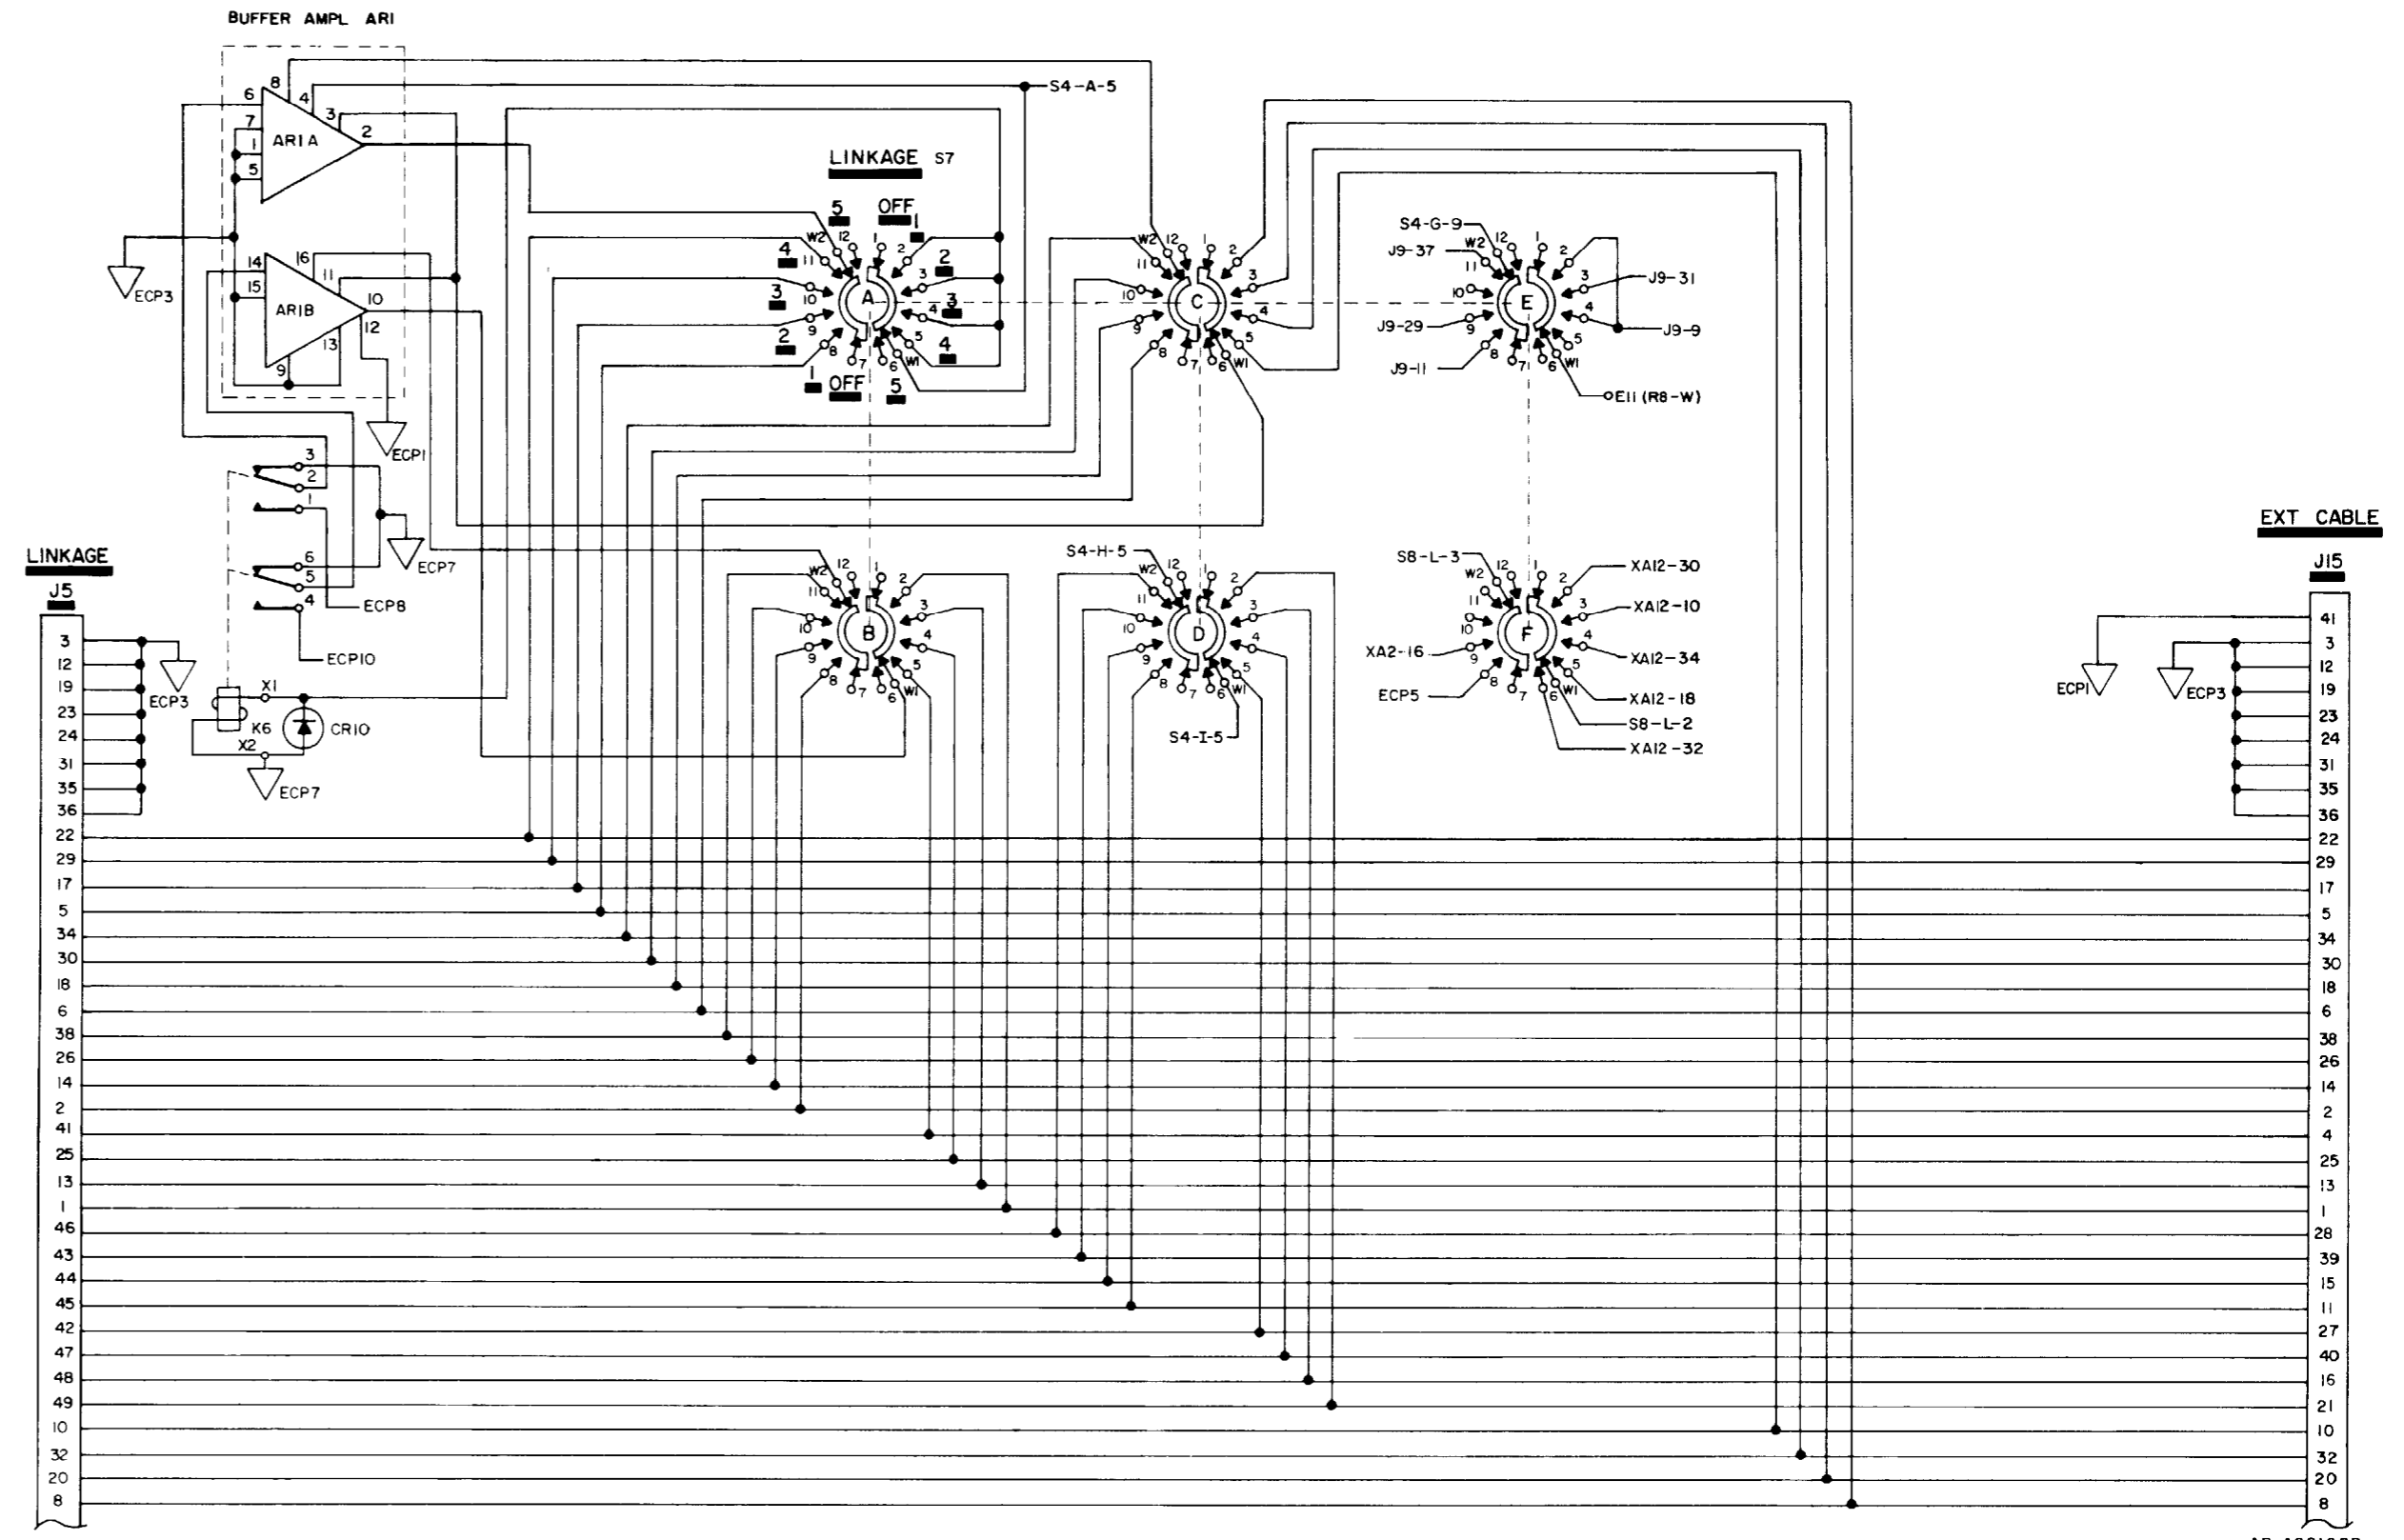 BUFFER AMPL AR1
8
6
4
3
7
2
1
AR1A
5
ECP3
16
14
11
15
10
AR1B
12
13
9
ECP1
S4-A-5
LINKAGE S7
5 OFF 1
4 2
3 3
2 4
1 OFF 5
W2 12 1 2
11 3
10 A 4
9 5
8 7 6 W1
W2 12 1 2
11 3
10 C 4
9 5
8 7 6 W1
S4-G-9
J9-37
W2 12 1 2
11 3 J9-31
10 E 4
J9-29 9 5 J9-9
J9-11 8 7 6 W1
E11 (R8-W)
3
2
1
ECP7
6
5
4
ECP8
ECP10
X1
K6 CR10
X2
ECP7
W2 12 1 2
11 3
10 B 4
9 5
8 7 6 W1
S4-H-5
W2 12 1 2
11 3
10 D 4
9 5
8 7 6 W1
S4-I-5
S8-L-3
W2 12 1 2 XA12-30
11 3 XA12-10
10 F 4
XA2-16 9 5 XA12-34
ECP5 8 7 6 W1 XA12-18
S8-L-2
XA12-32
LINKAGE
J5
3
12
19
ECP3
23
24
31
35
36
22
29
17
5
34
30
18
6
38
26
14
2
41
25
13
1
46
43
44
45
42
47
48
49
10
32
20
8
EXT CABLE
J15
41
3
12
ECP1 ECP3
19
23
24
31
35
36
22
29
17
5
34
30
18
6
38
26
14
2
4
25
13
1
28
39
15
11
27
40
16
21
10
32
20
8